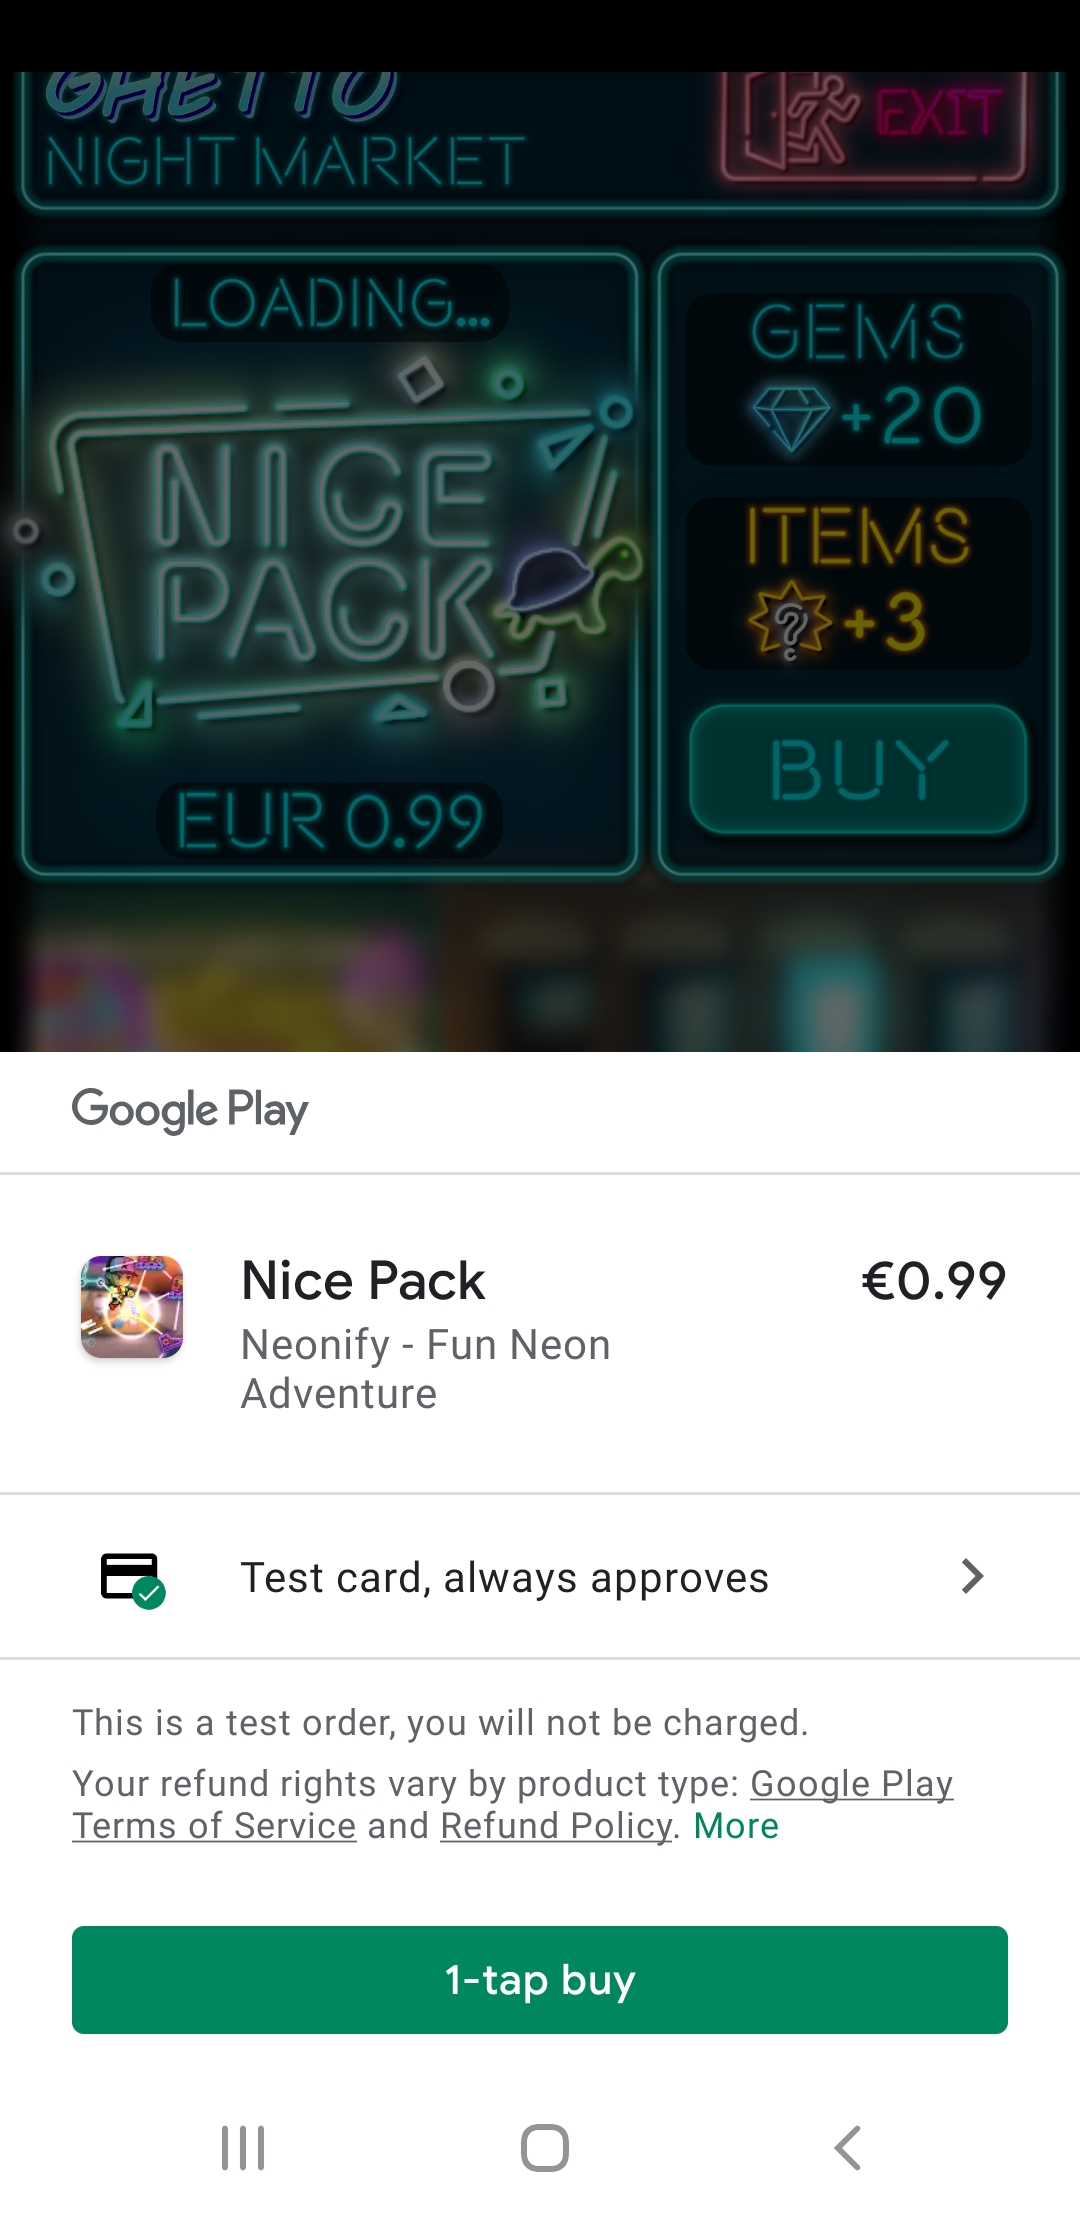 GHETTO
NIGHT MARKET
EXIT
LOADING...
NICE
PACK
EUR 0.99
GEMS
+20
ITEMS
?
+3
BUY
Google Play
Nice Pack
€0.99
Neonify - Fun Neon
Adventure
Test card, always approves
This is a test order, you will not be charged.
Your refund rights vary by product type: Google Play
Terms of Service and Refund Policy. More
1-tap buy